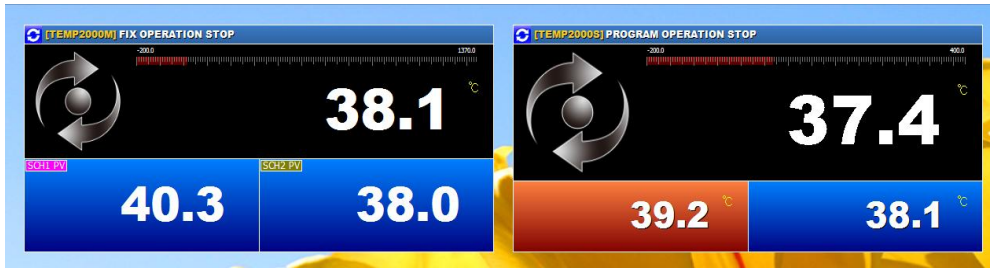 [TEMP2000M] FIX OPERATION STOP
-200.0 1370.0
38.1 ℃
SCH1 PV
40.3
SCH2 PV
38.0
[TEMP2000S] PROGRAM OPERATION STOP
-200.0 400.0
37.4 ℃
39.2 ℃
38.1 ℃